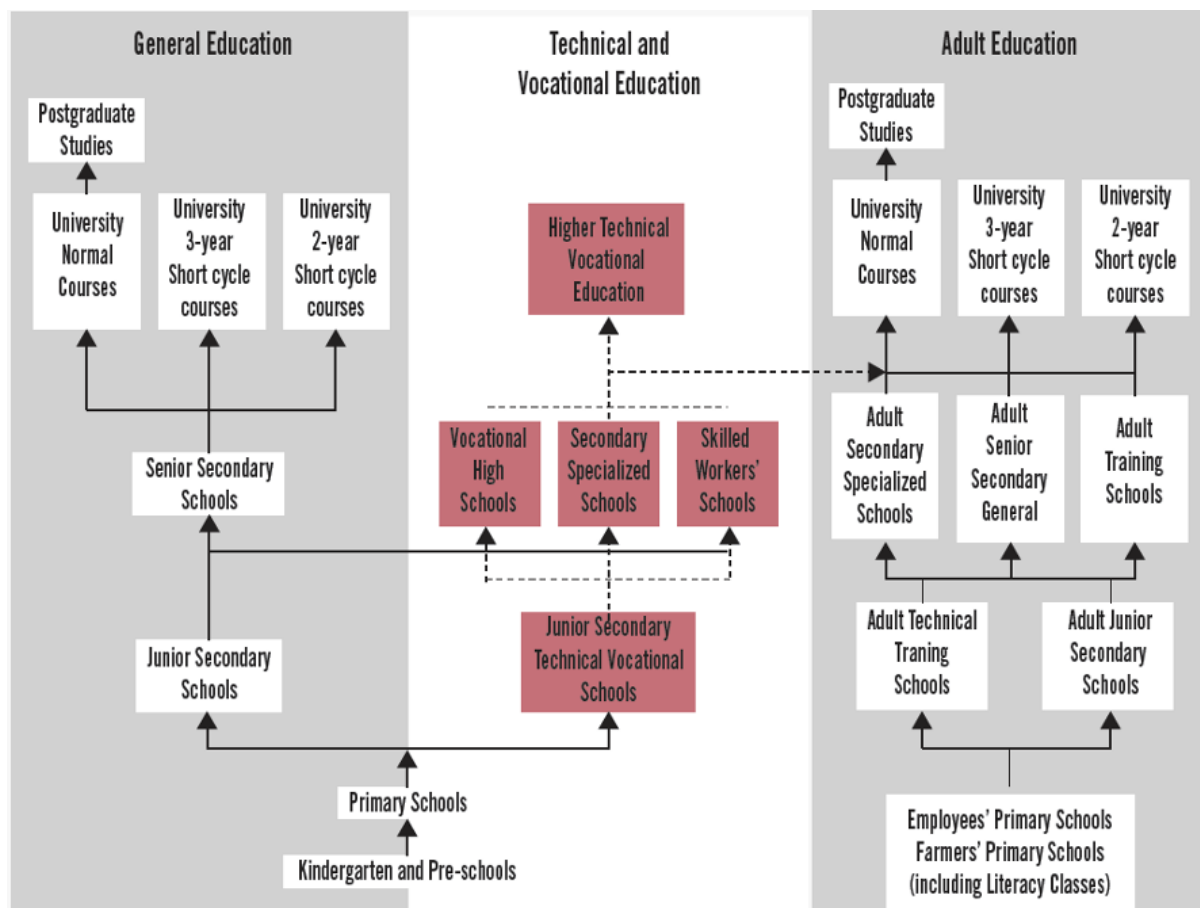 General Education
Postgraduate
Studies
University
Normal
Courses
University
3-year
Short cycle
courses
University
2-year
Short cycle
courses
Senior Secondary
Schools
Junior Secondary
Schools
Primary Schools
Kindergarten and Pre-schools
Technical and
Vocational Education
Higher Technical
Vocational
Education
Vocational
High
Schools
Secondary
Specialized
Schools
Skilled
Workers'
Schools
Junior Secondary
Technical Vocational
Schools
Adult Education
Postgraduate
Studies
University
Normal
Courses
University
3-year
Short cycle
courses
University
2-year
Short cycle
courses
Adult
Secondary
Specialized
Schools
Adult
Senior
Secondary
General
Adult
Training
Schools
Adult Technical
Traning
Schools
Adult Junior
Secondary
Schools
Employees' Primary Schools
Farmers' Primary Schools
(including Literacy Classes)